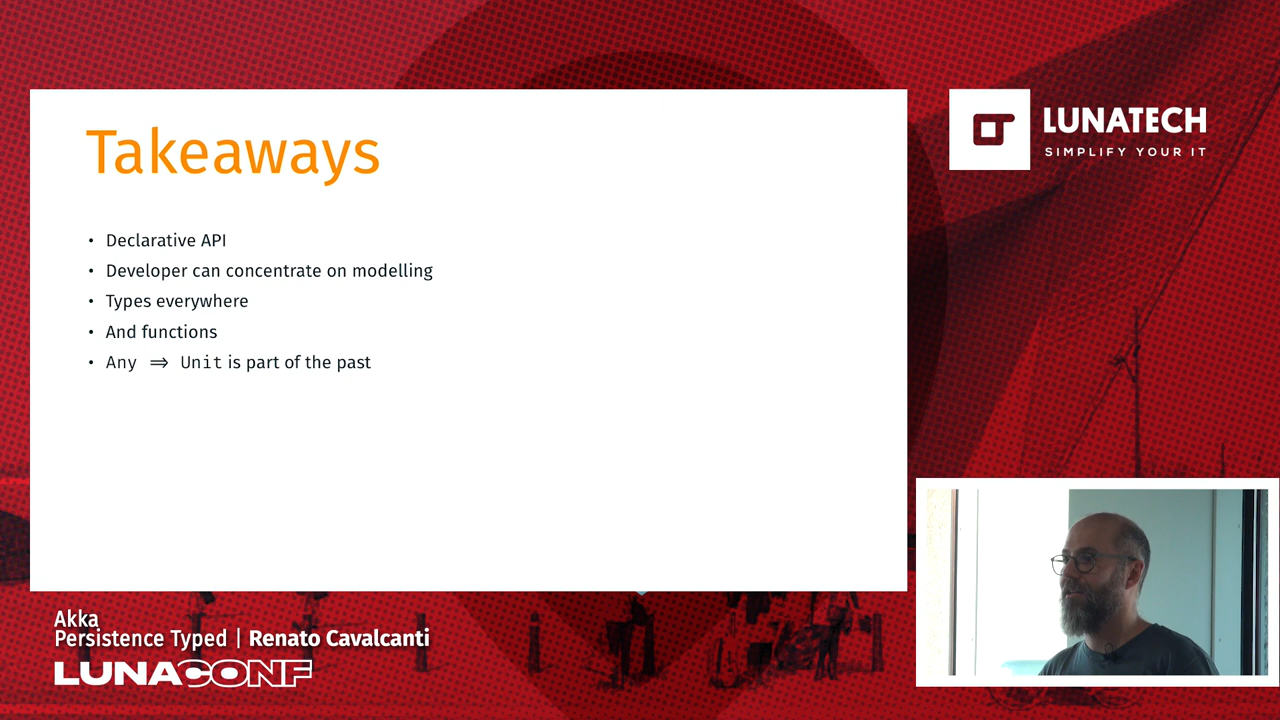 Takeaways
• Declarative API
• Developer can concentrate on modelling
• Types everywhere
• And functions
• Any ⇒ Unit is part of the past
LUNATECH
SIMPLIFY YOUR IT
Akka
Persistence Typed | Renato Cavalcanti
LUNACONF